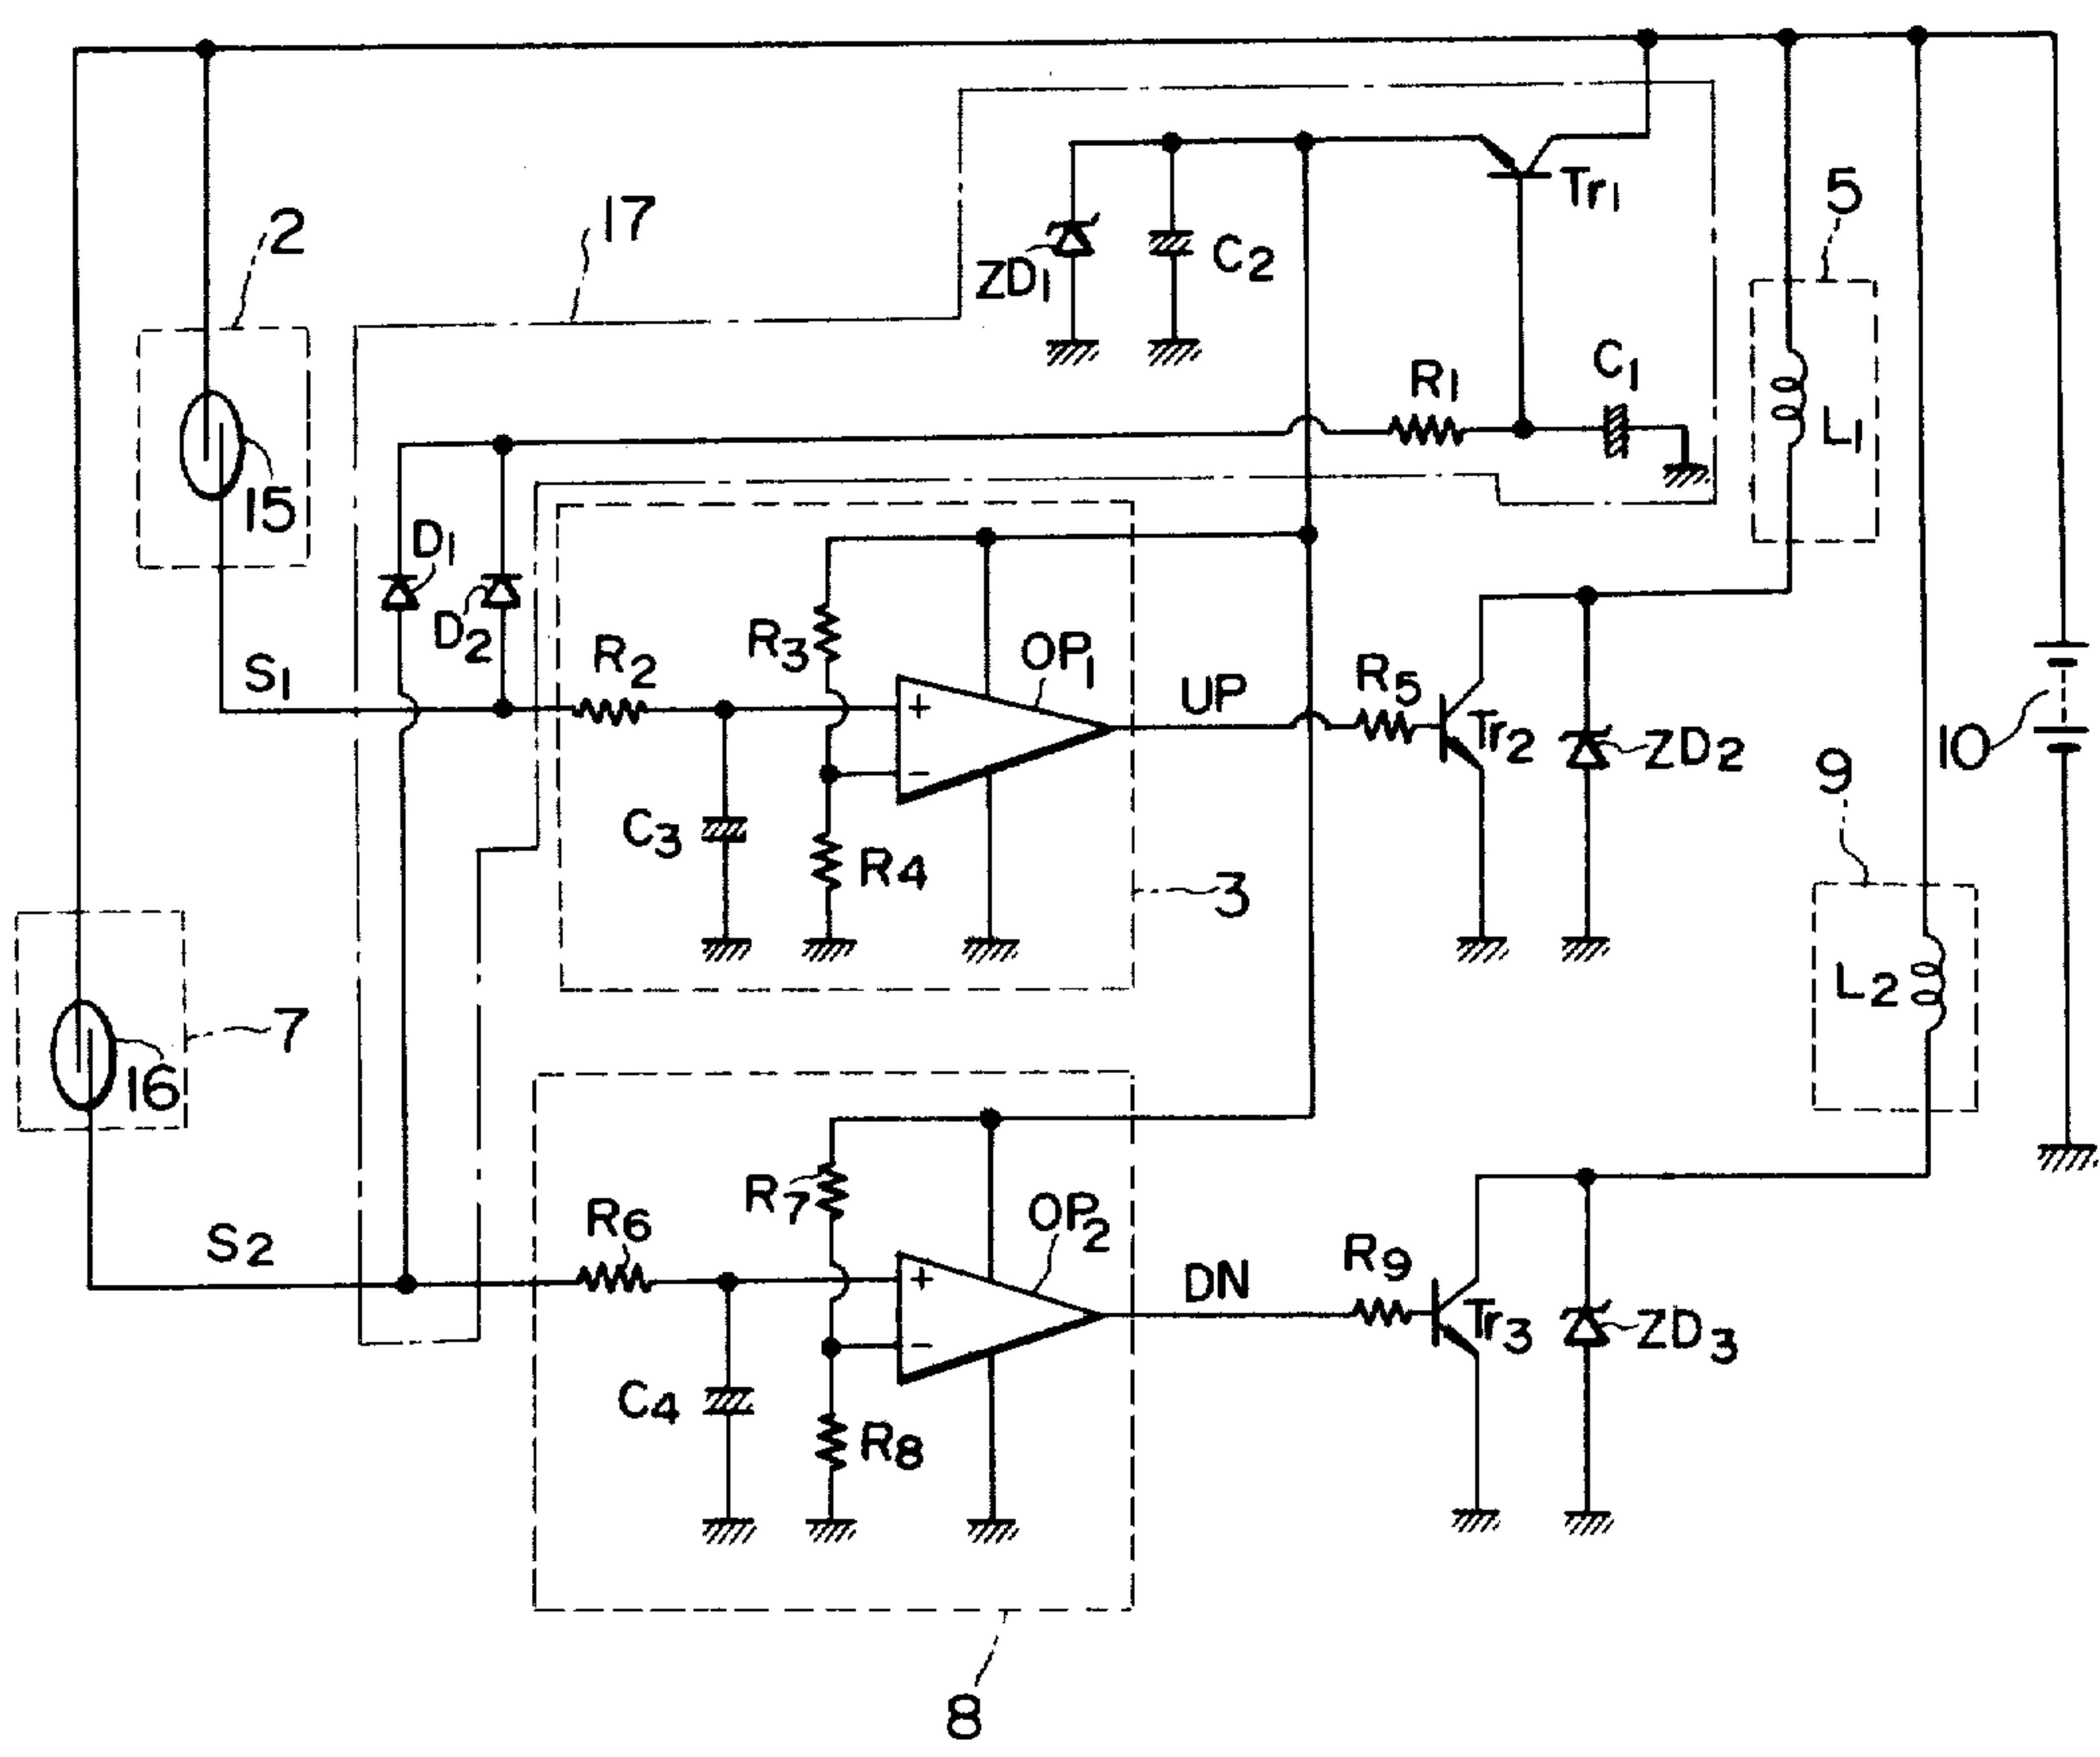 Tr1
5
17
2
ZD1
C2
C1
R1
L1
15
D1
D2
R3
OP1
R2
S1
UP
R5
Tr2
ZD2
10
9
+
−
C3
R4
3
L2
7
16
R7
OP2
R6
S2
R9
DN
Tr3
ZD3
+
−
C4
R8
8